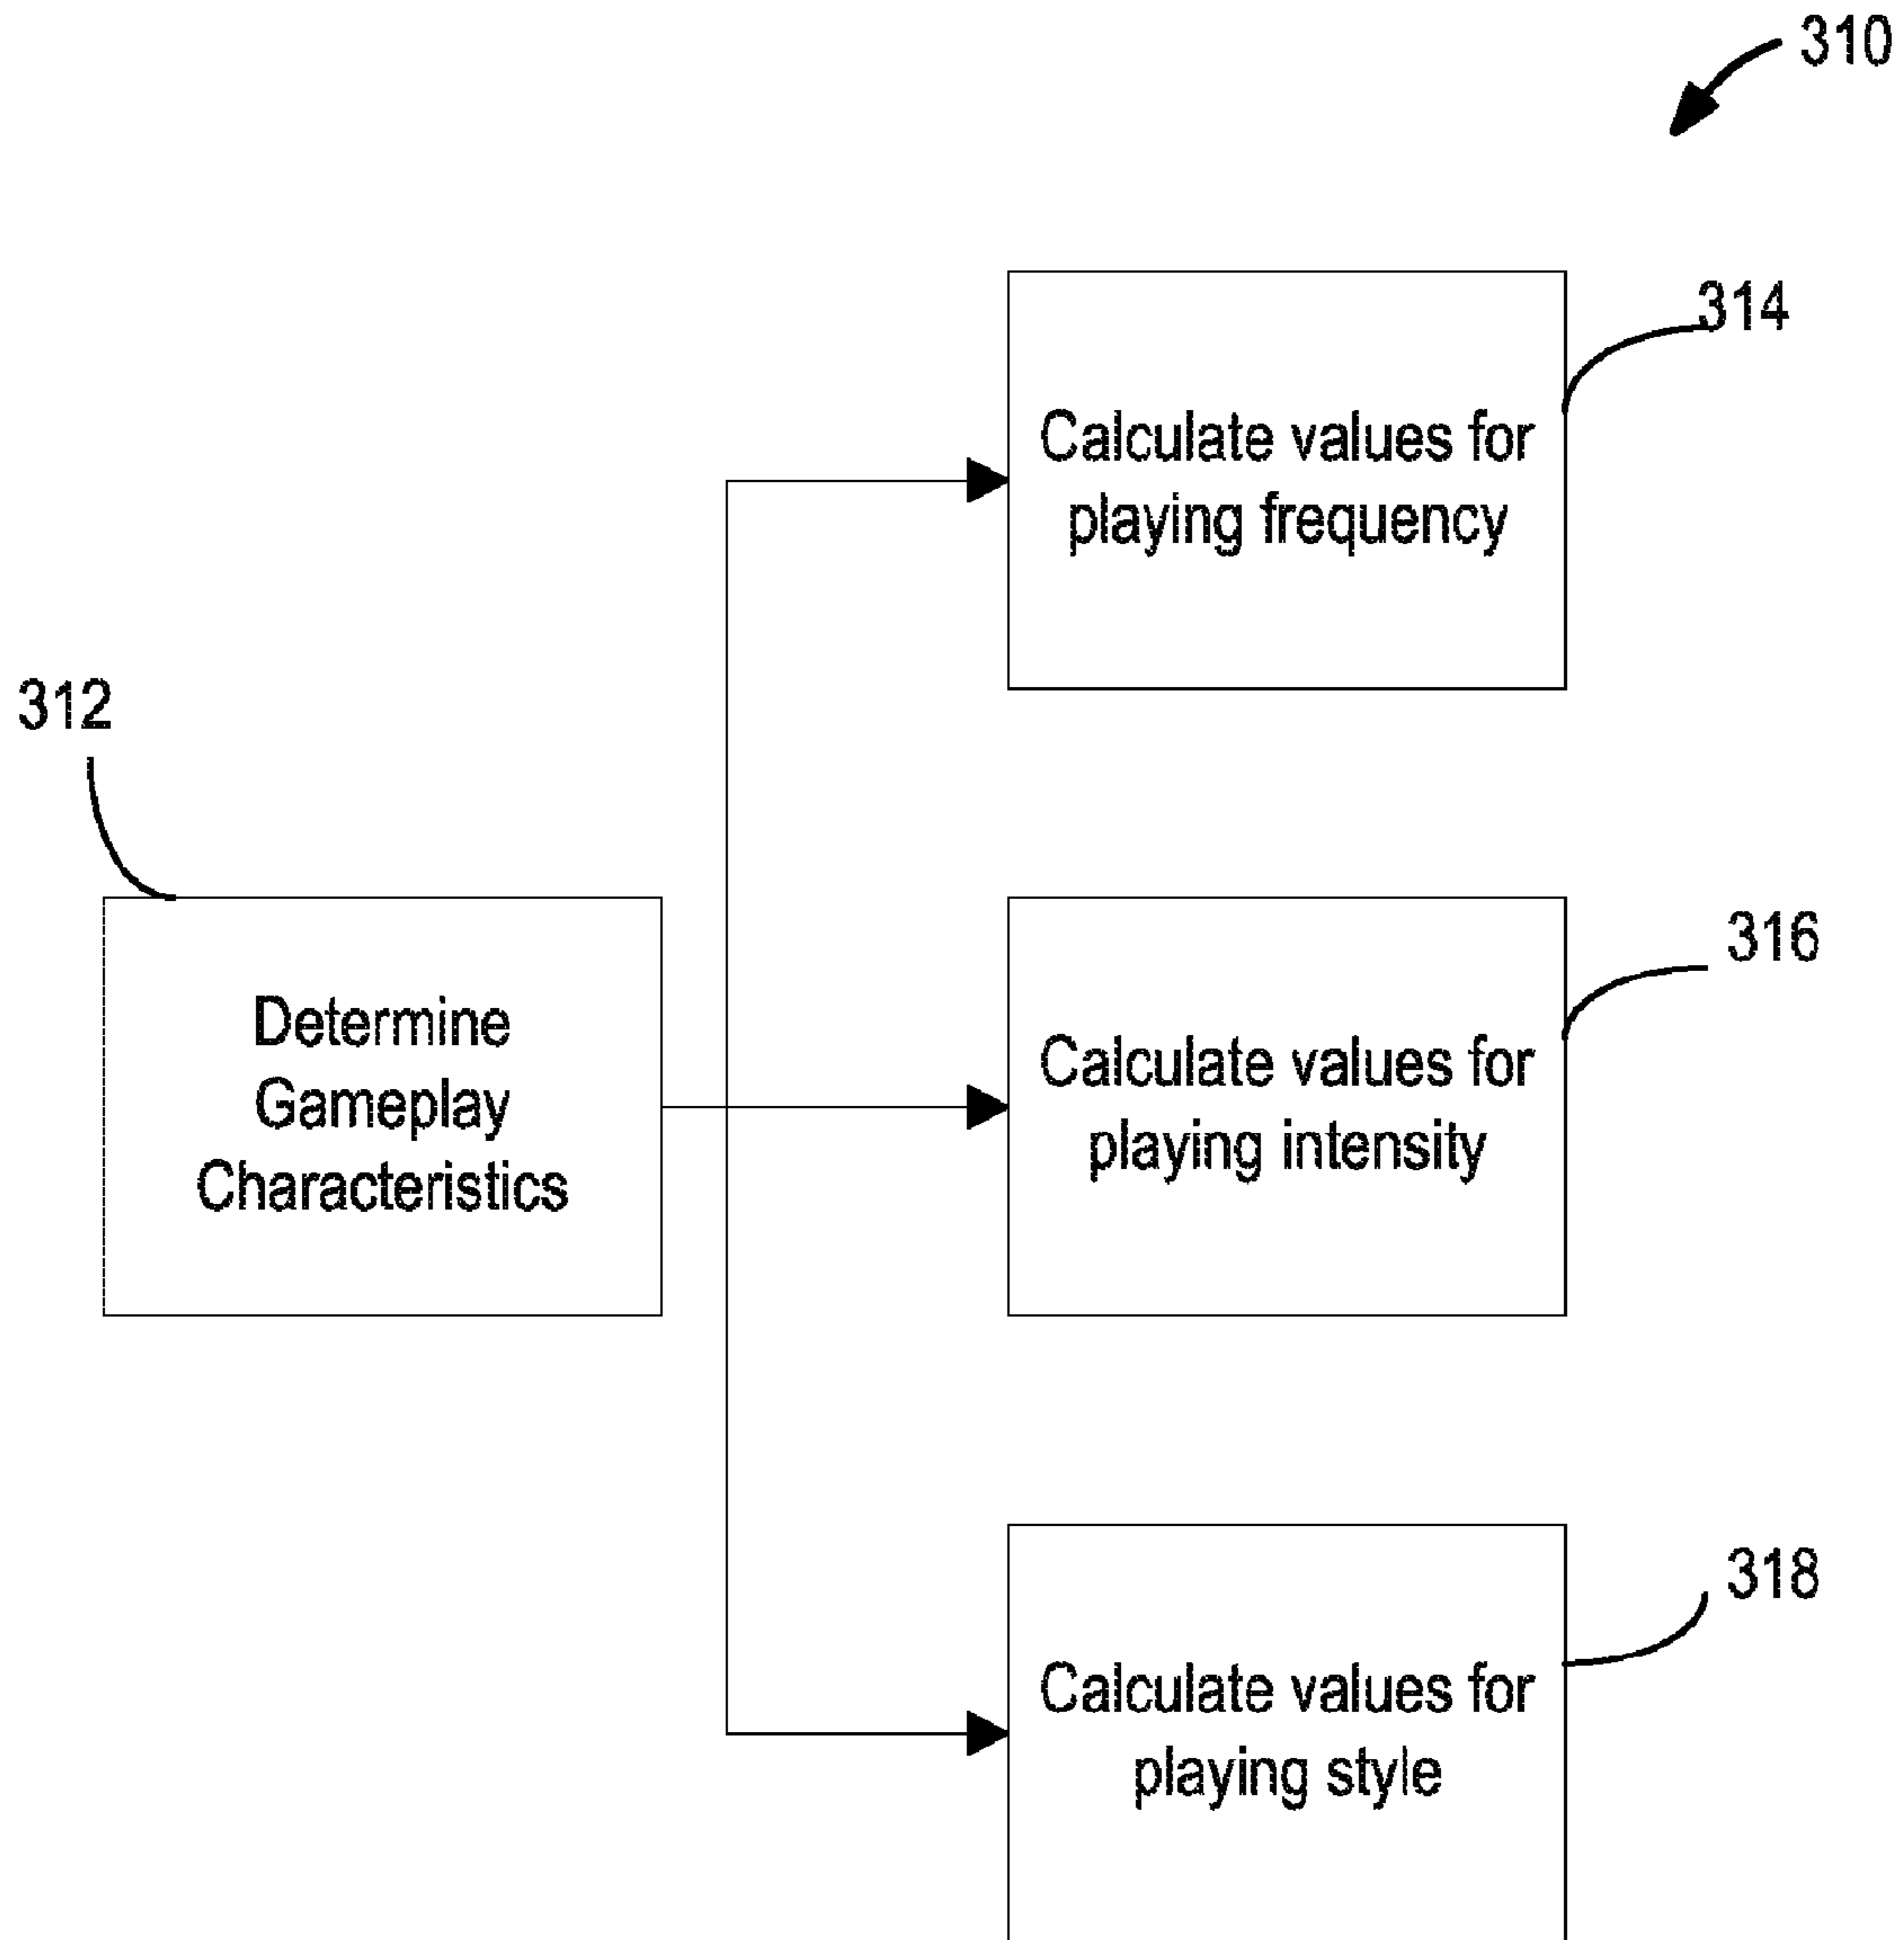 310
314
Calculate values for
playing frequency
312
316
Determine
Gameplay
Characteristics
Calculate values for
playing intensity
318
Calculate values for
playing style